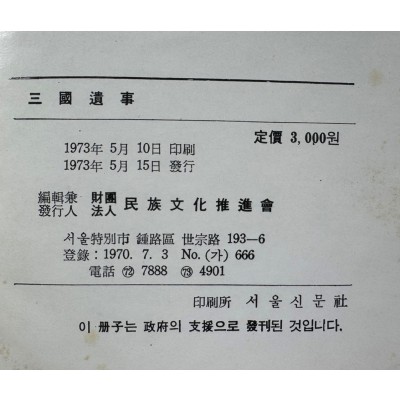 三國遺事
定價 3,000원
1973年 5月 10日 印刷
1973年 5月 15日 發行
編輯兼 財團
發行人 法人 民族文化推進會
서울特別市 鍾路區 世宗路 193—6
登錄：1970. 7. 3 No. (가) 666
電話 ㊆ 7888 ㊆ 4901
印刷所 서울신문社
이 册子는 政府의 支援으로 發刊된 것입니다.